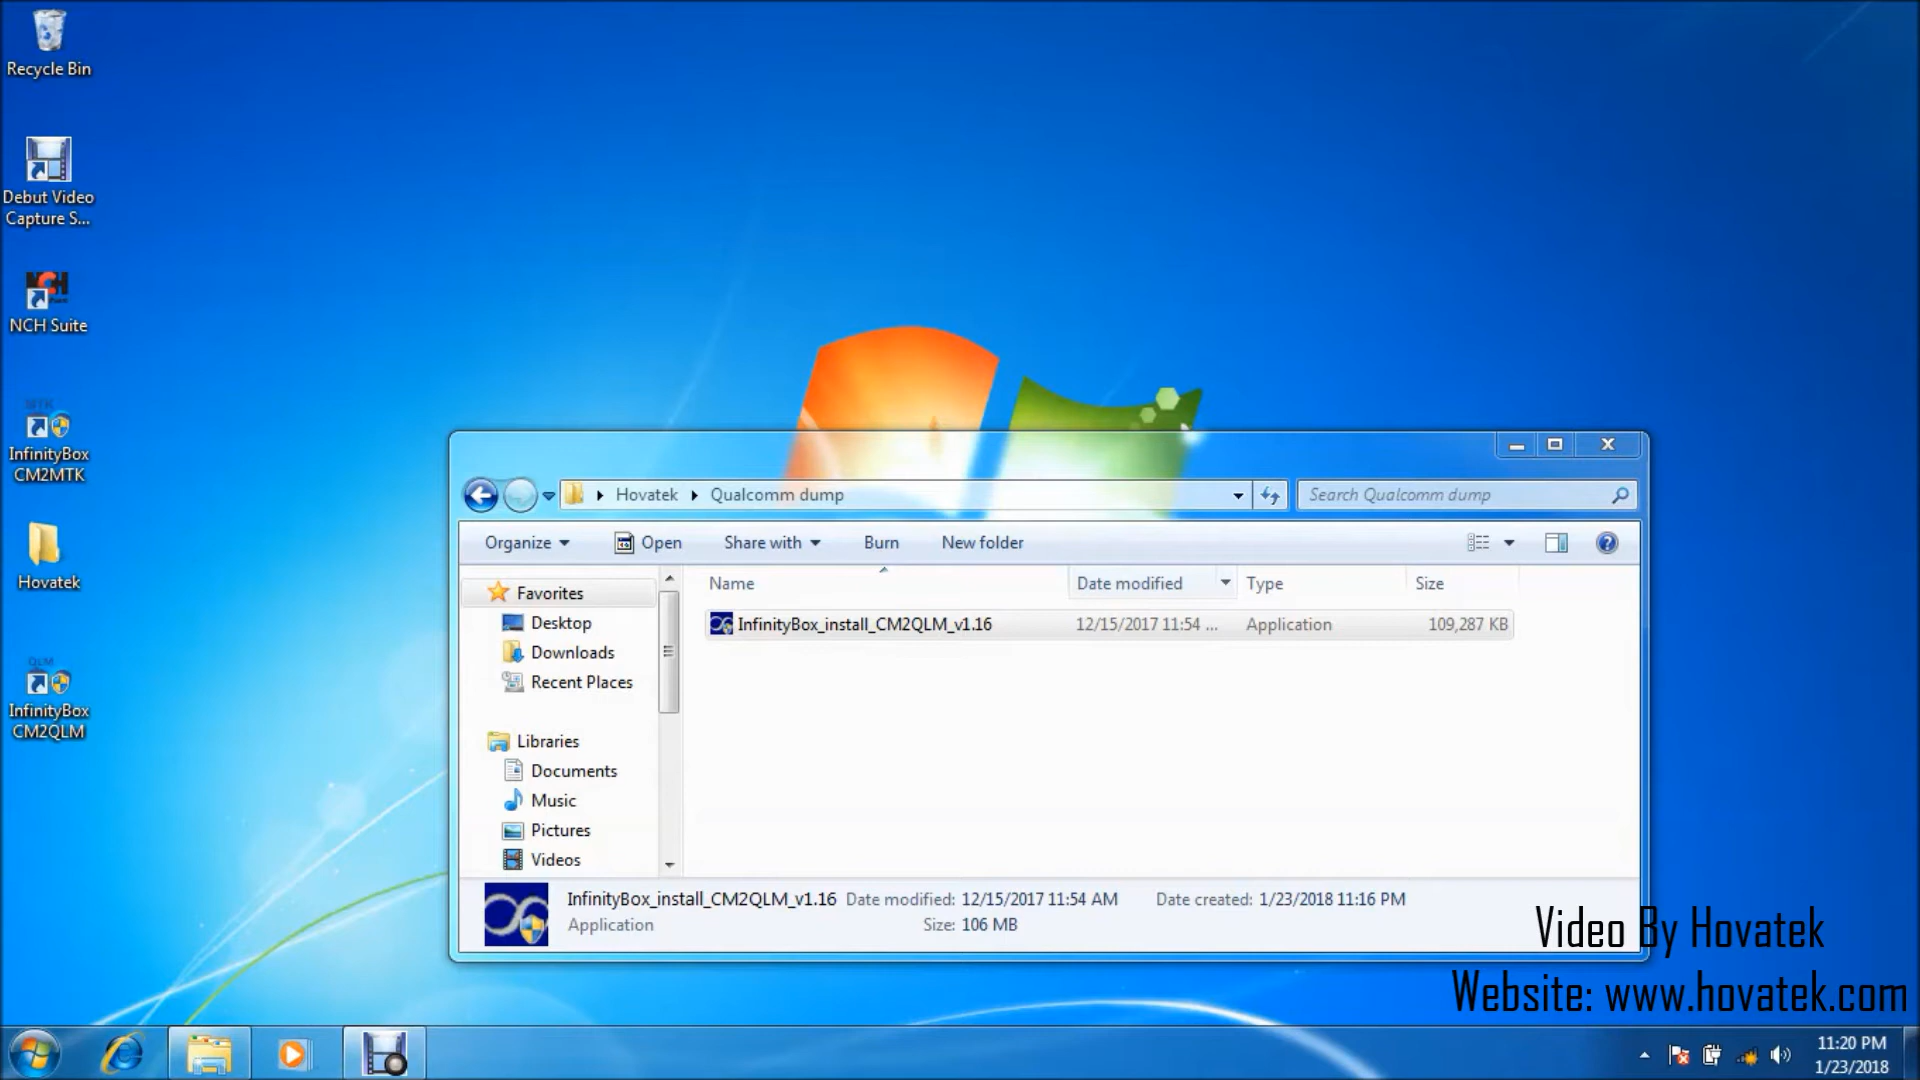 Recycle Bin
Debut Video
Capture S...
NCH Suite
InfinityBox
CM2MTK
Hovatek
QLM
InfinityBox
CM2QLM
Hovatek
Qualcomm dump
Search Qualcomm dump
Organize
Open
Share with
Burn
New folder
Name
Date modified
Type
Size
InfinityBox_install_CM2QLM_v1.16
12/15/2017 11:54 ...
Application
109,287 KB
Favorites
Desktop
Downloads
Recent Places
Libraries
Documents
Music
Pictures
Videos
InfinityBox_install_CM2QLM_v1.16
Date modified: 12/15/2017 11:54 AM
Date created: 1/23/2018 11:16 PM
Application
Size: 106 MB
Video By Hovatek
Website: www.hovatek.com
11:20 PM
1/23/2018